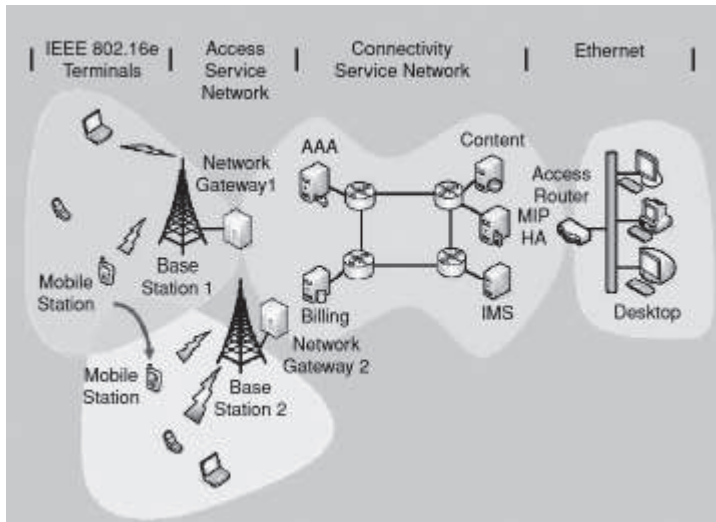 IEEE 802.16e
Terminals
Access
Service
Network
Connectivity
Service Network
Ethernet
AAA
Content
Network
Gateway1
Access
Router
MIP
HA
Base
Station 1
Mobile
Station
Billing
IMS
Desktop
Network
Gateway 2
Mobile
Station
Base
Station 2